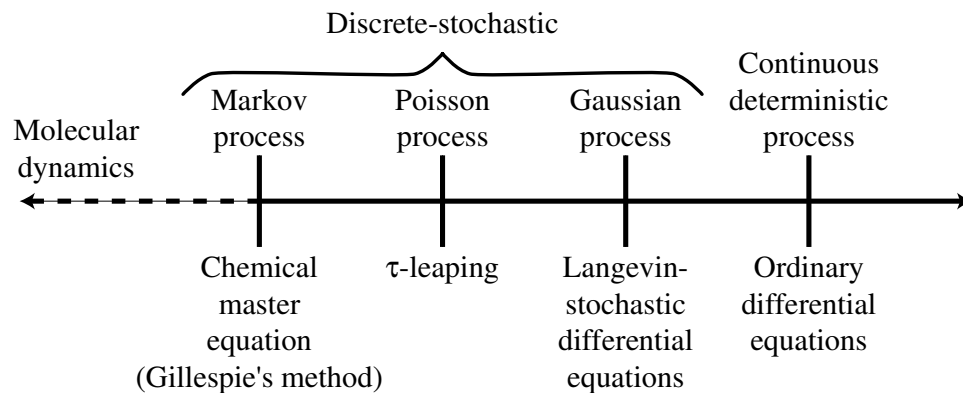 Discrete-stochastic
Continuous
deterministic
process
Markov
process
Poisson
process
Gaussian
process
Molecular
dynamics
Chemical
master
equation
(Gillespie's method)
τ-leaping
Langevin-
stochastic
differential
equations
Ordinary
differential
equations